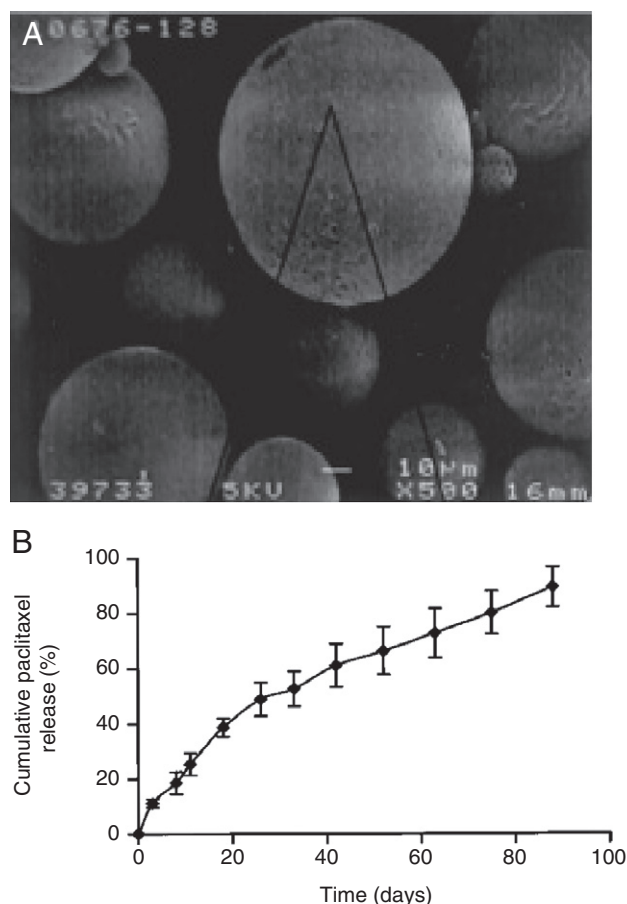 A
0676-128
39733
5KV
10µm
X500
16mm
B
Cumulative paclitaxel
release (%)
100
80
60
40
20
0
0 20 40 60 80 100
Time (days)